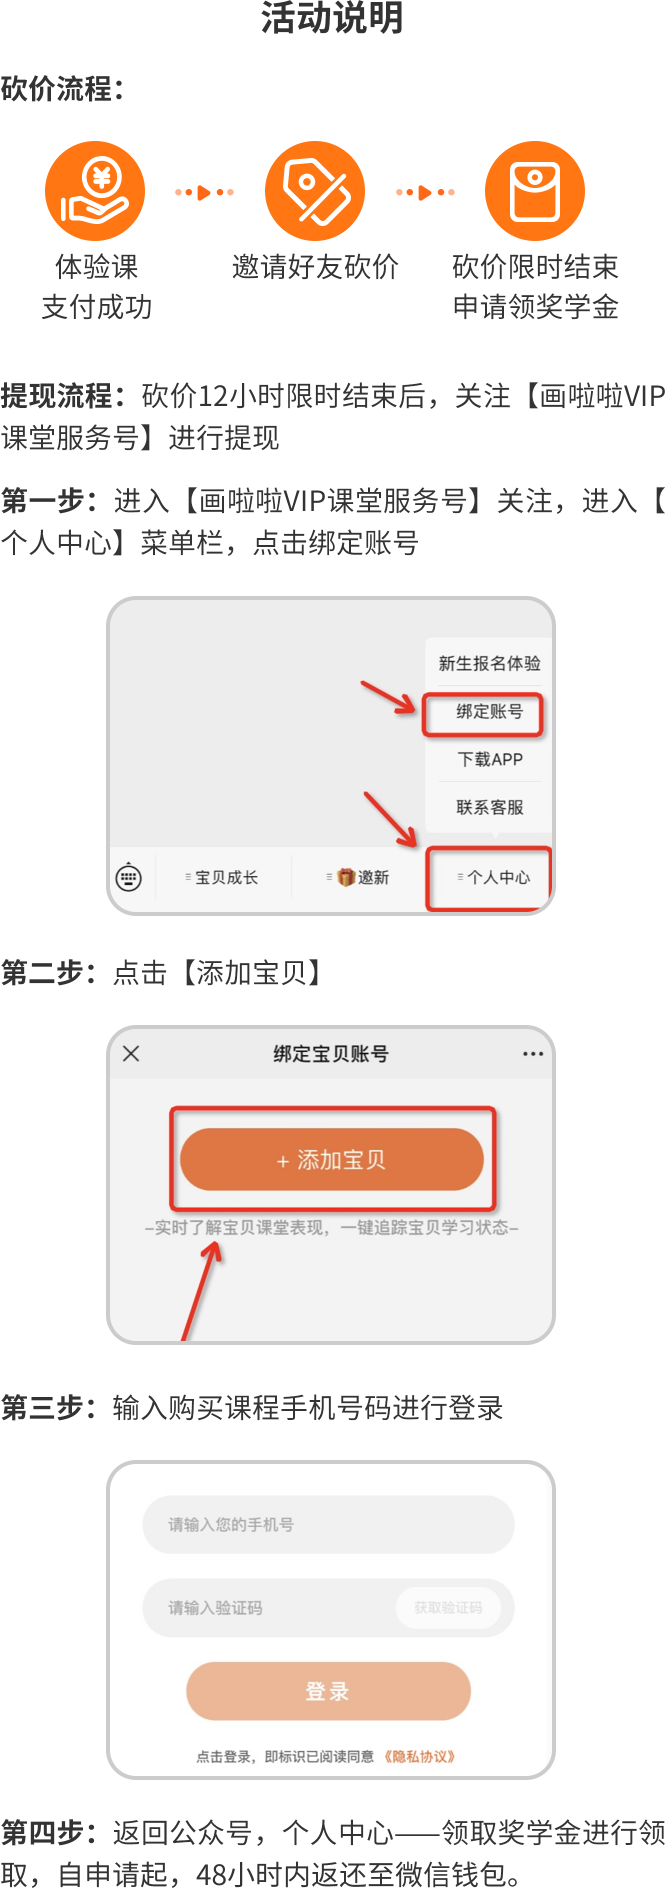 活动说明
砍价流程：
体验课
支付成功
邀请好友砍价
砍价限时结束
申请领奖学金
提现流程：砍价12小时限时结束后，关注【画啦啦VIP
课堂服务号】进行提现
第一步：进入【画啦啦VIP课堂服务号】关注，进入【
个人中心】菜单栏，点击绑定账号
新生报名体验
绑定账号
下载APP
联系客服
宝贝成长
邀新
个人中心
第二步：点击【添加宝贝】
绑定宝贝账号
+ 添加宝贝
–实时了解宝贝课堂表现，一键追踪宝贝学习状态–
第三步：输入购买课程手机号码进行登录
请输入您的手机号
请输入验证码
获取验证码
登录
点击登录，即标识已阅读同意 《隐私协议》
第四步：返回公众号，个人中心——领取奖学金进行领
取，自申请起，48小时内返还至微信钱包。